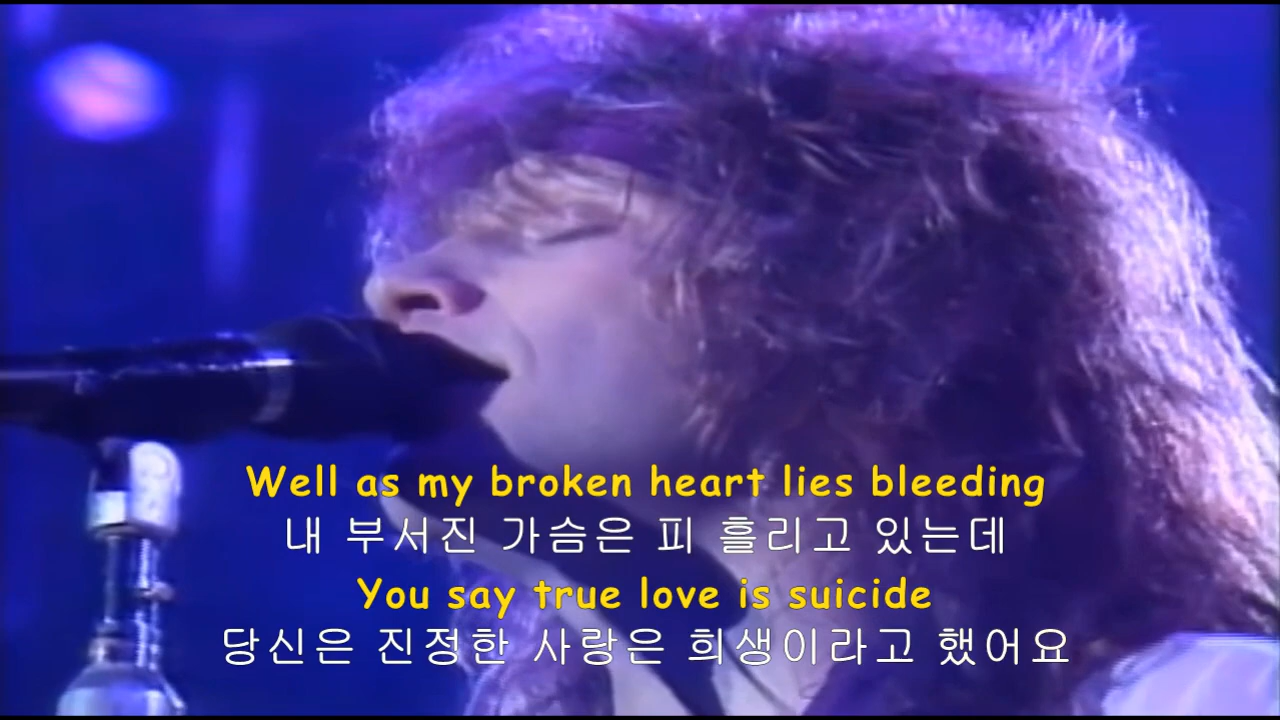 Well as my broken heart lies bleeding
내 부서진 가슴은 피 흘리고 있는데
You say true love is suicide
당신은 진정한 사랑은 희생이라고 했어요